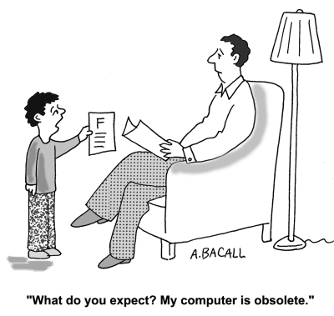 F
A.BACALL
"What do you expect? My computer is obsolete."